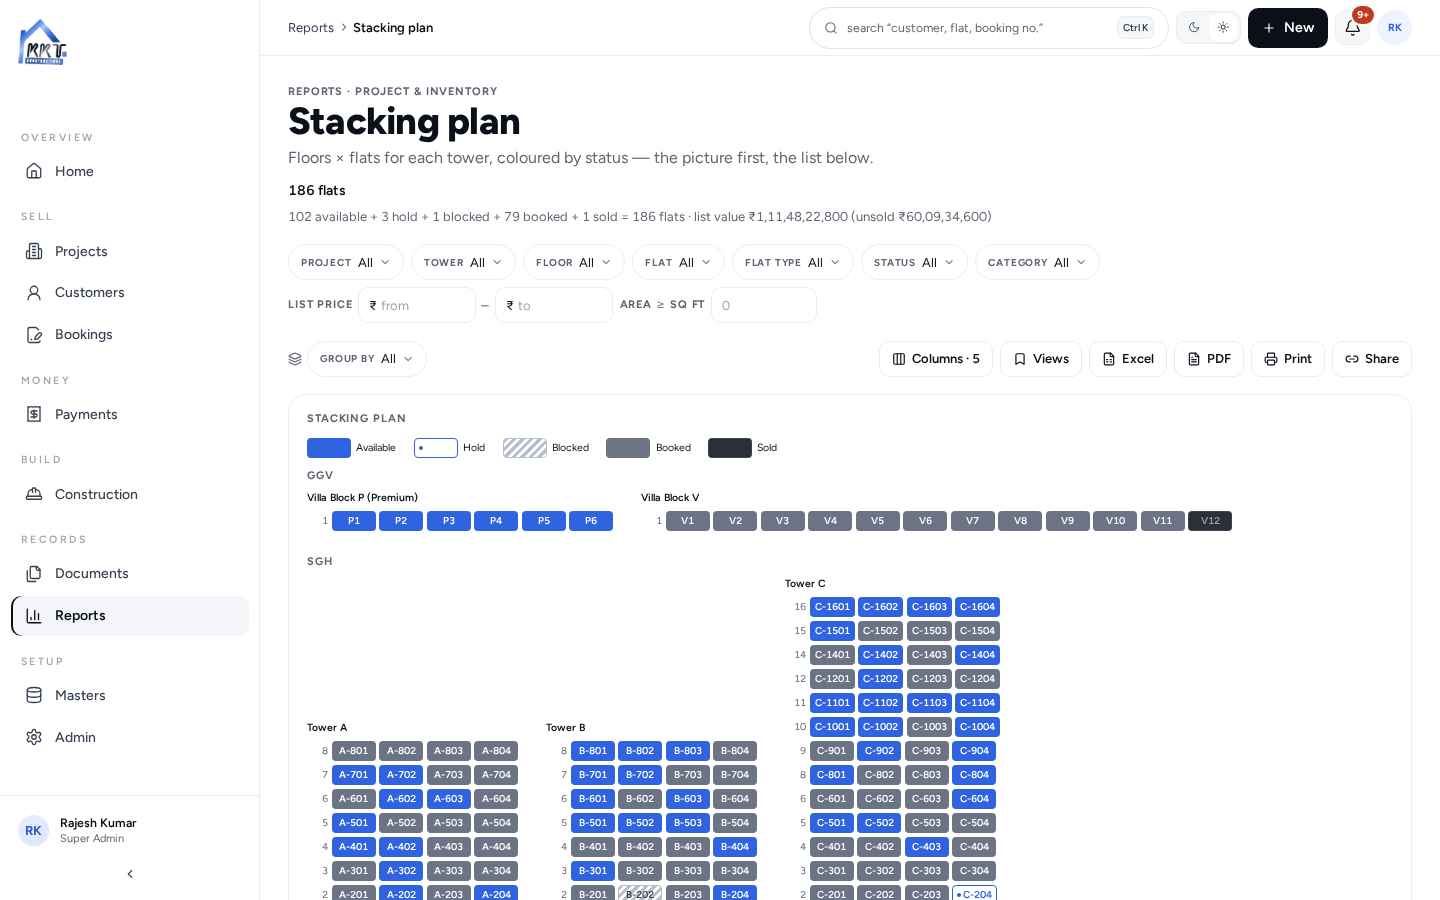 RKT
CONSTRUCTIONS
Reports > Stacking plan
search “customer, flat, booking no.”
Ctrl K
+ New
9+
RK
OVERVIEW
Home
SELL
Projects
Customers
Bookings
MONEY
Payments
BUILD
Construction
RECORDS
Documents
Reports
SETUP
Masters
Admin
RK
Rajesh Kumar
Super Admin
REPORTS · PROJECT & INVENTORY
Stacking plan
Floors × flats for each tower, coloured by status — the picture first, the list below.
186 flats
102 available + 3 hold + 1 blocked + 79 booked + 1 sold = 186 flats · list value ₹1,11,48,22,800 (unsold ₹60,09,34,600)
PROJECT All TOWER All FLOOR All FLAT All FLAT TYPE All STATUS All CATEGORY All
LIST PRICE ₹ from – ₹ to AREA ≥ SQ FT 0
GROUP BY All
Columns · 5 Views Excel PDF Print Share
STACKING PLAN
Available Hold Blocked Booked Sold
GGV
Villa Block P (Premium)
1 P1 P2 P3 P4 P5 P6
Villa Block V
1 V1 V2 V3 V4 V5 V6 V7 V8 V9 V10 V11 V12
SGH
Tower A
8 A-801 A-802 A-803 A-804
7 A-701 A-702 A-703 A-704
6 A-601 A-602 A-603 A-604
5 A-501 A-502 A-503 A-504
4 A-401 A-402 A-403 A-404
3 A-301 A-302 A-303 A-304
2 A-201 A-202 A-203 A-204
Tower B
8 B-801 B-802 B-803 B-804
7 B-701 B-702 B-703 B-704
6 B-601 B-602 B-603 B-604
5 B-501 B-502 B-503 B-504
4 B-401 B-402 B-403 B-404
3 B-301 B-302 B-303 B-304
2 B-201 B-202 B-203 B-204
Tower C
16 C-1601 C-1602 C-1603 C-1604
15 C-1501 C-1502 C-1503 C-1504
14 C-1401 C-1402 C-1403 C-1404
12 C-1201 C-1202 C-1203 C-1204
11 C-1101 C-1102 C-1103 C-1104
10 C-1001 C-1002 C-1003 C-1004
9 C-901 C-902 C-903 C-904
8 C-801 C-802 C-803 C-804
6 C-601 C-602 C-603 C-604
5 C-501 C-502 C-503 C-504
4 C-401 C-402 C-403 C-404
3 C-301 C-302 C-303 C-304
2 C-201 C-202 C-203 C-204